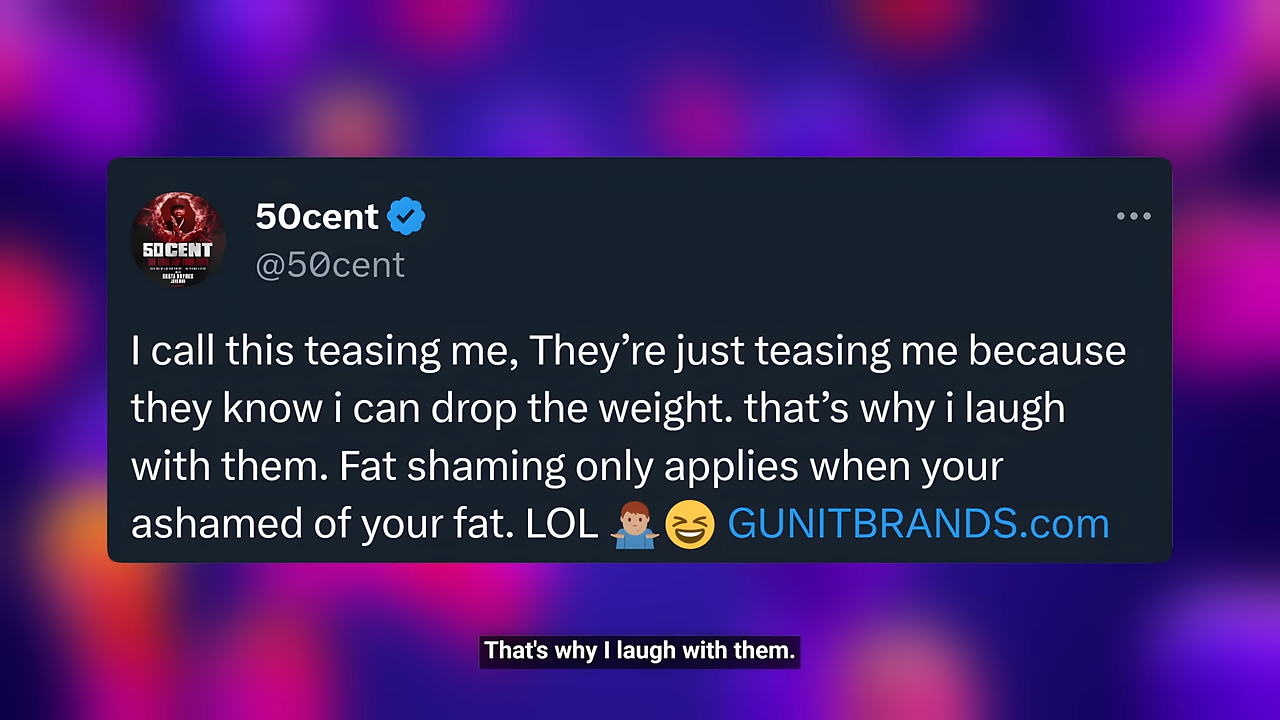 50cent
@50cent
50CENT
I call this teasing me, They’re just teasing me because
they know i can drop the weight. that’s why i laugh
with them. Fat shaming only applies when your
ashamed of your fat. LOL 🤷🏽‍♂️😆 GUNITBRANDS.com
That's why I laugh with them.